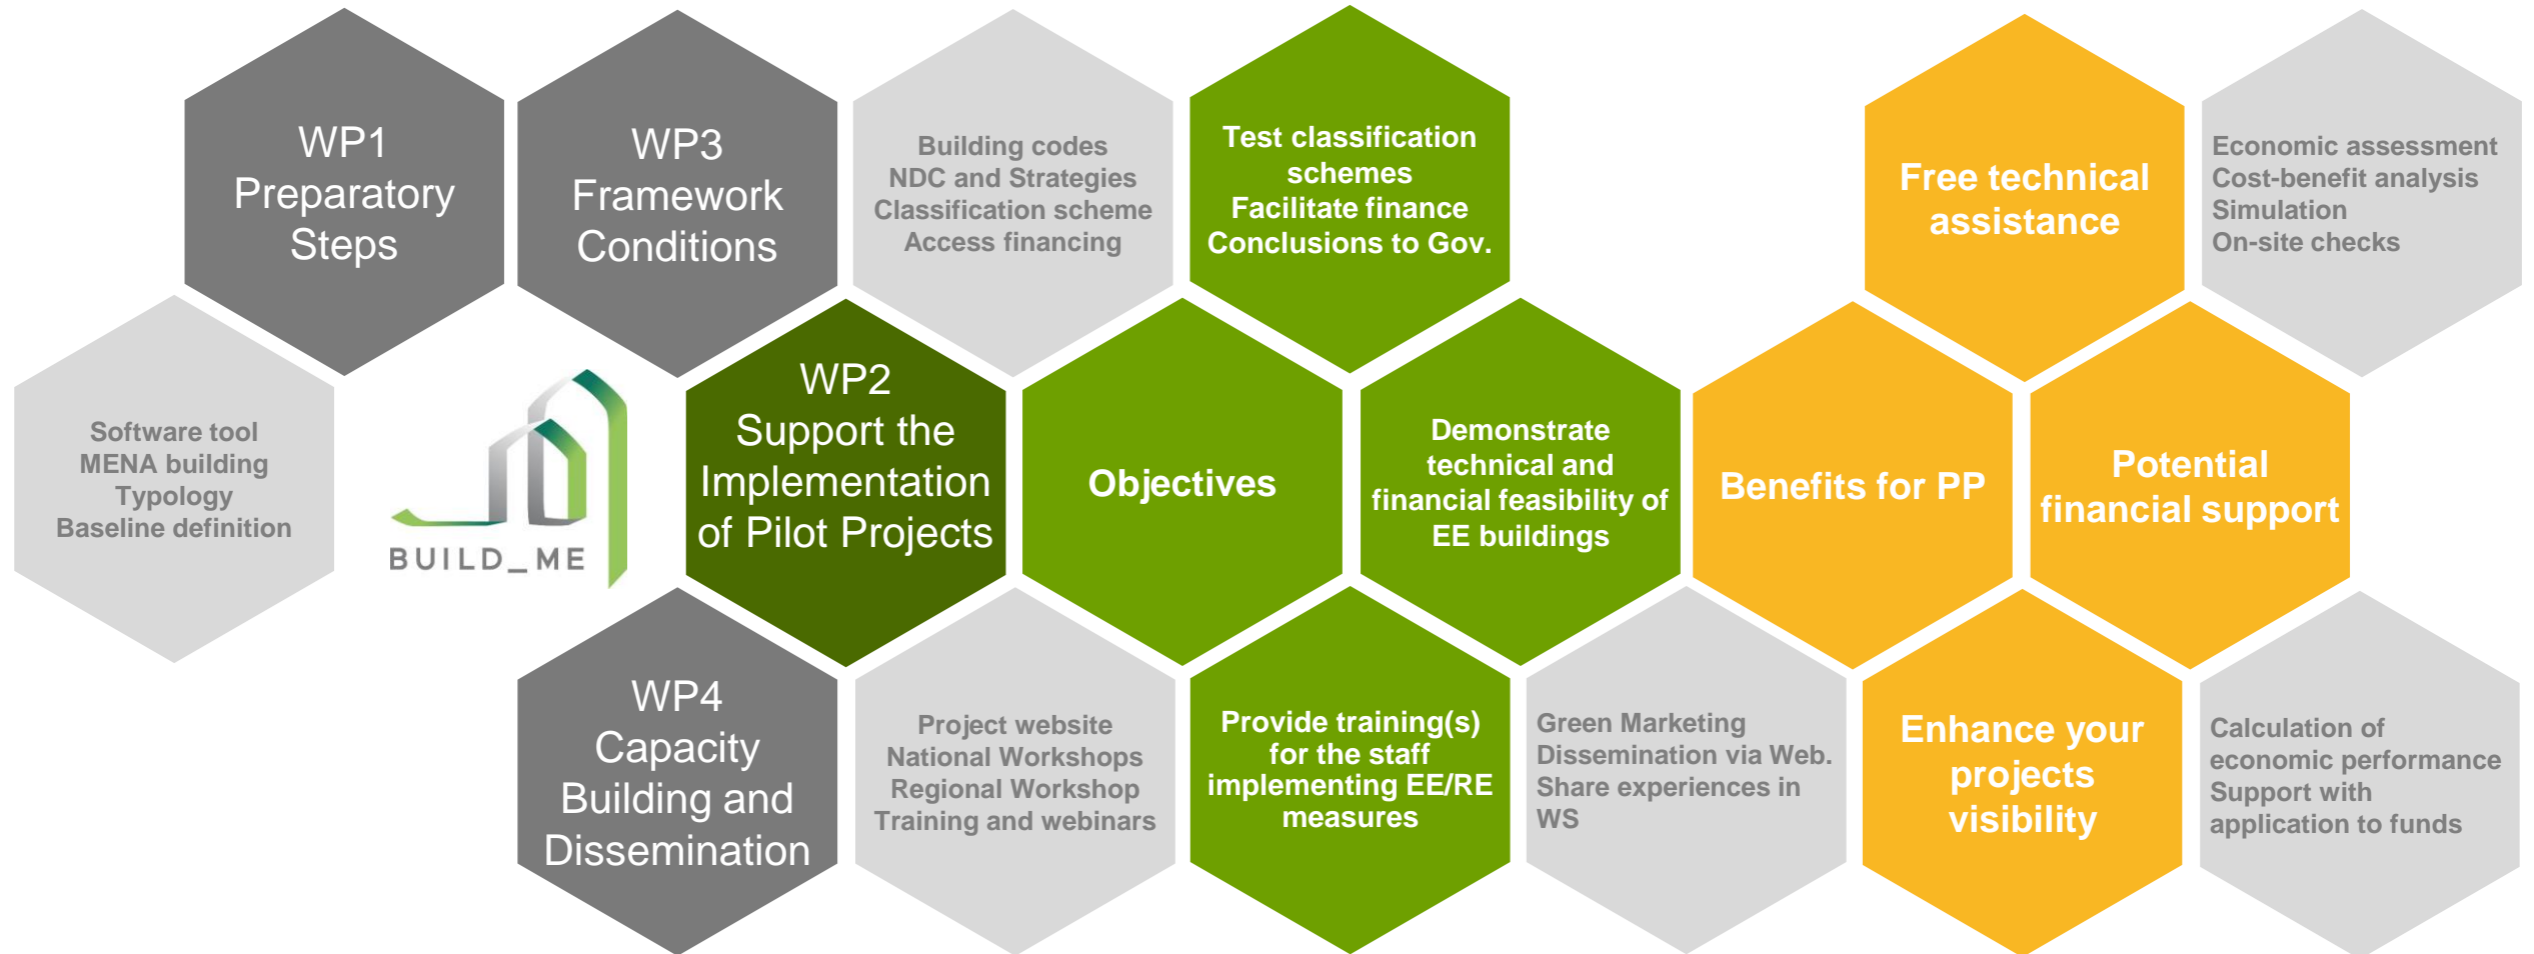 WP1
Preparatory
Steps
WP3
Framework
Conditions
Building codes
NDC and Strategies
Classification scheme
Access financing
Test classification
schemes
Facilitate finance
Conclusions to Gov.
Free technical
assistance
Economic assessment
Cost-benefit analysis
Simulation
On-site checks
Software tool
MENA building
Typology
Baseline definition
BUILD_ME
WP2
Support the
Implementation
of Pilot Projects
Objectives
Demonstrate
technical and
financial feasibility of
EE buildings
Benefits for PP
Potential
financial support
WP4
Capacity
Building and
Dissemination
Project website
National Workshops
Regional Workshop
Training and webinars
Provide training(s)
for the staff
implementing EE/RE
measures
Green Marketing
Dissemination via Web.
Share experiences in
WS
Enhance your
projects
visibility
Calculation of
economic performance
Support with
application to funds